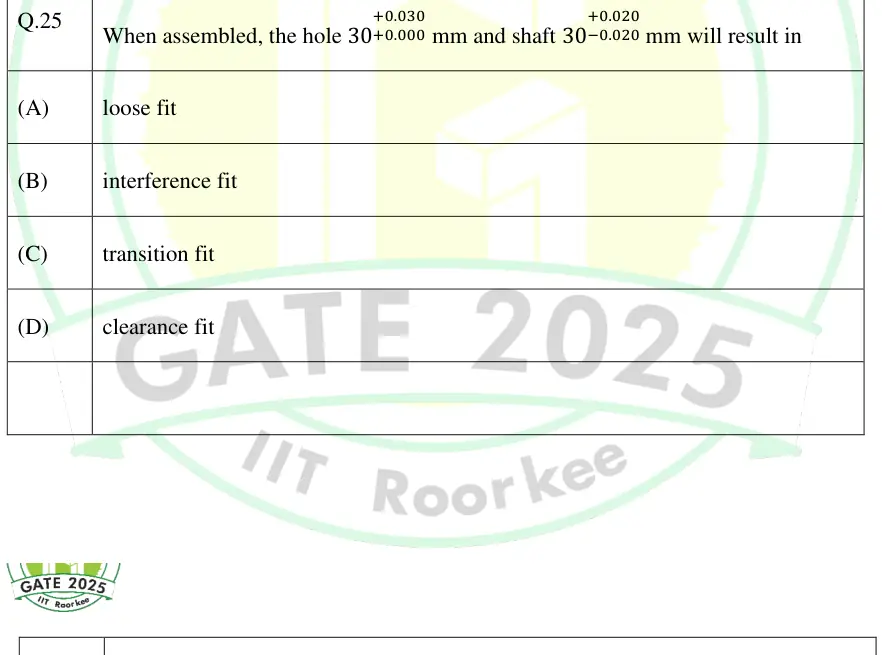 Q.25
When assembled, the hole 30+0.000 +0.030 mm and shaft 30−0.020 +0.020 mm will result in
(A) loose fit
(B) interference fit
(C) transition fit
(D) clearance fit
GATE 2025
IIT Roorkee
GATE 2025
IIT Roorkee